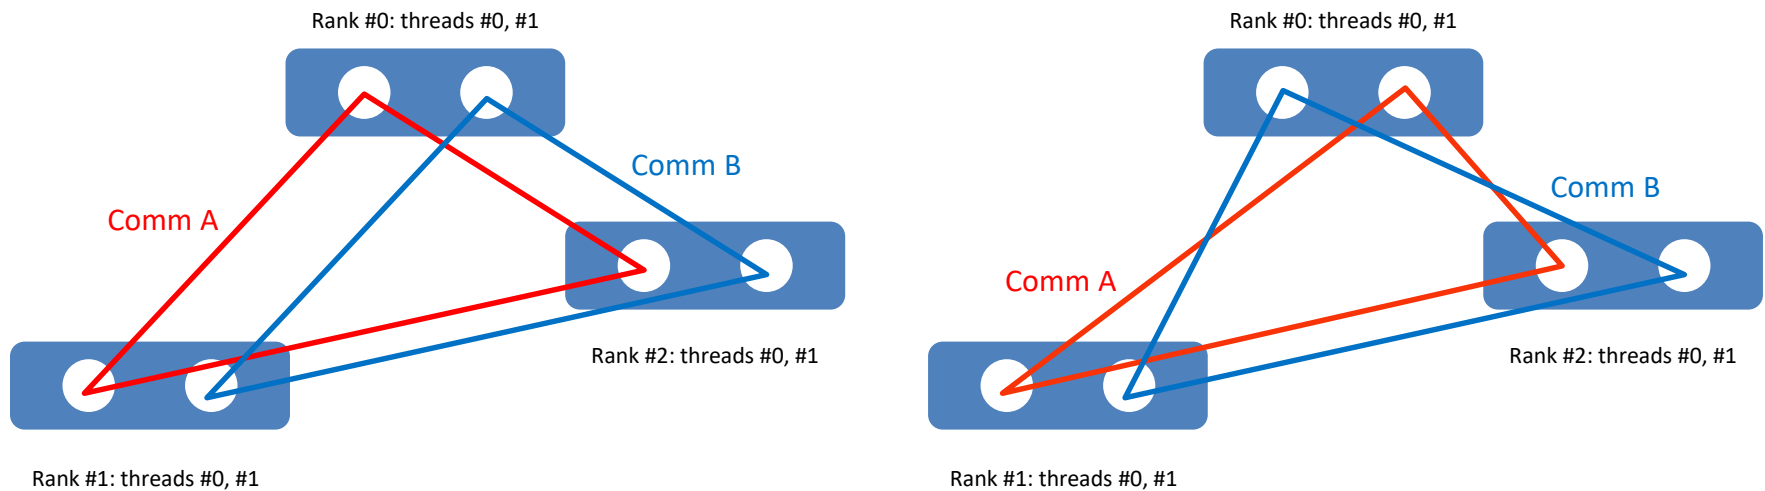 Rank #0: threads #0, #1
Comm B
Comm A
Rank #2: threads #0, #1
Rank #1: threads #0, #1
Rank #0: threads #0, #1
Comm B
Comm A
Rank #2: threads #0, #1
Rank #1: threads #0, #1